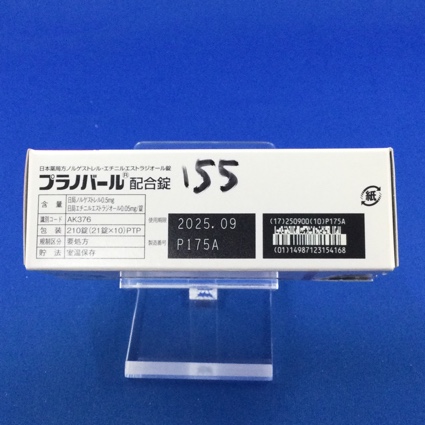 日本薬局方ノルゲストレル・エチニルエストラジオール錠
プラノバール® 配合錠 155
含量 日局ノルゲストレル0.5mg
日局エチニルエストラジオール0.05mg/錠
識別コード AK376
包装 210錠(21錠×10)PTP
規制区分 要処方
貯法 室温保存
使用期限 2025.09
製造番号 P175A
(17)250900(10)P175A
(01)14987123154168
紙